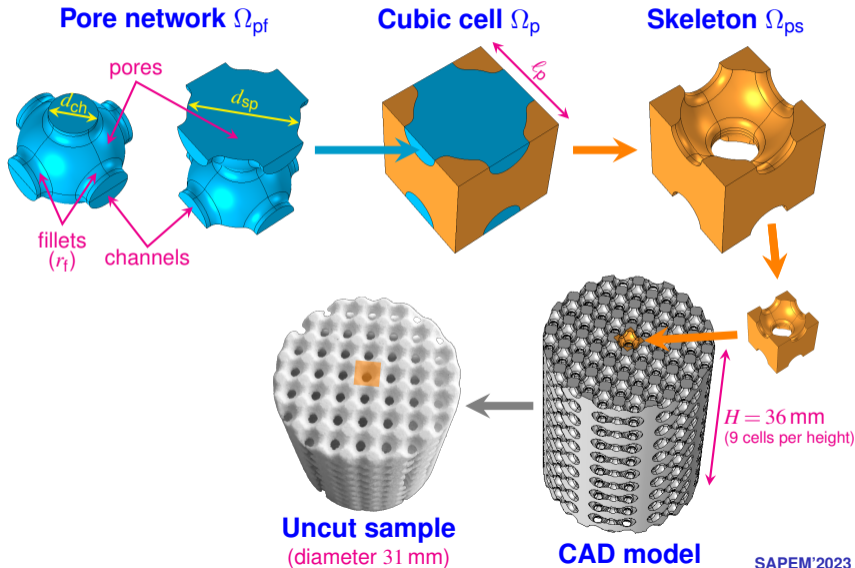 Pore network Ωpf
Cubic cell Ωp
Skeleton Ωps
pores
ℓp
dch
dsp
fillets
(rf)
channels
H = 36 mm
(9 cells per height)
Uncut sample
(diameter 31 mm)
CAD model
SAPEM'2023